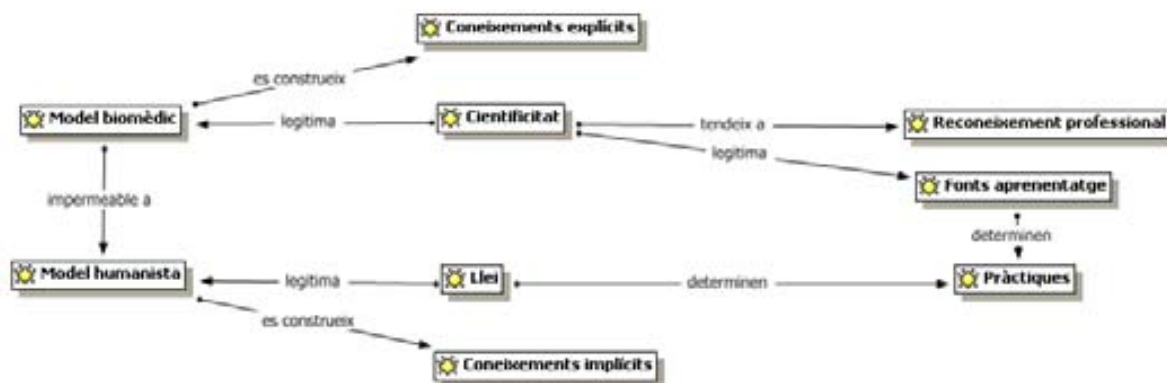 Coneixements explícits
es construeix
Model biomèdic
legitima
Cientificitat
tendeix a
Reconeixement professional
legitima
Fonts aprenentatge
impermeable a
determinen
Model humanista
legitima
Llei
determinen
Pràctiques
es construeix
Coneixements implícits